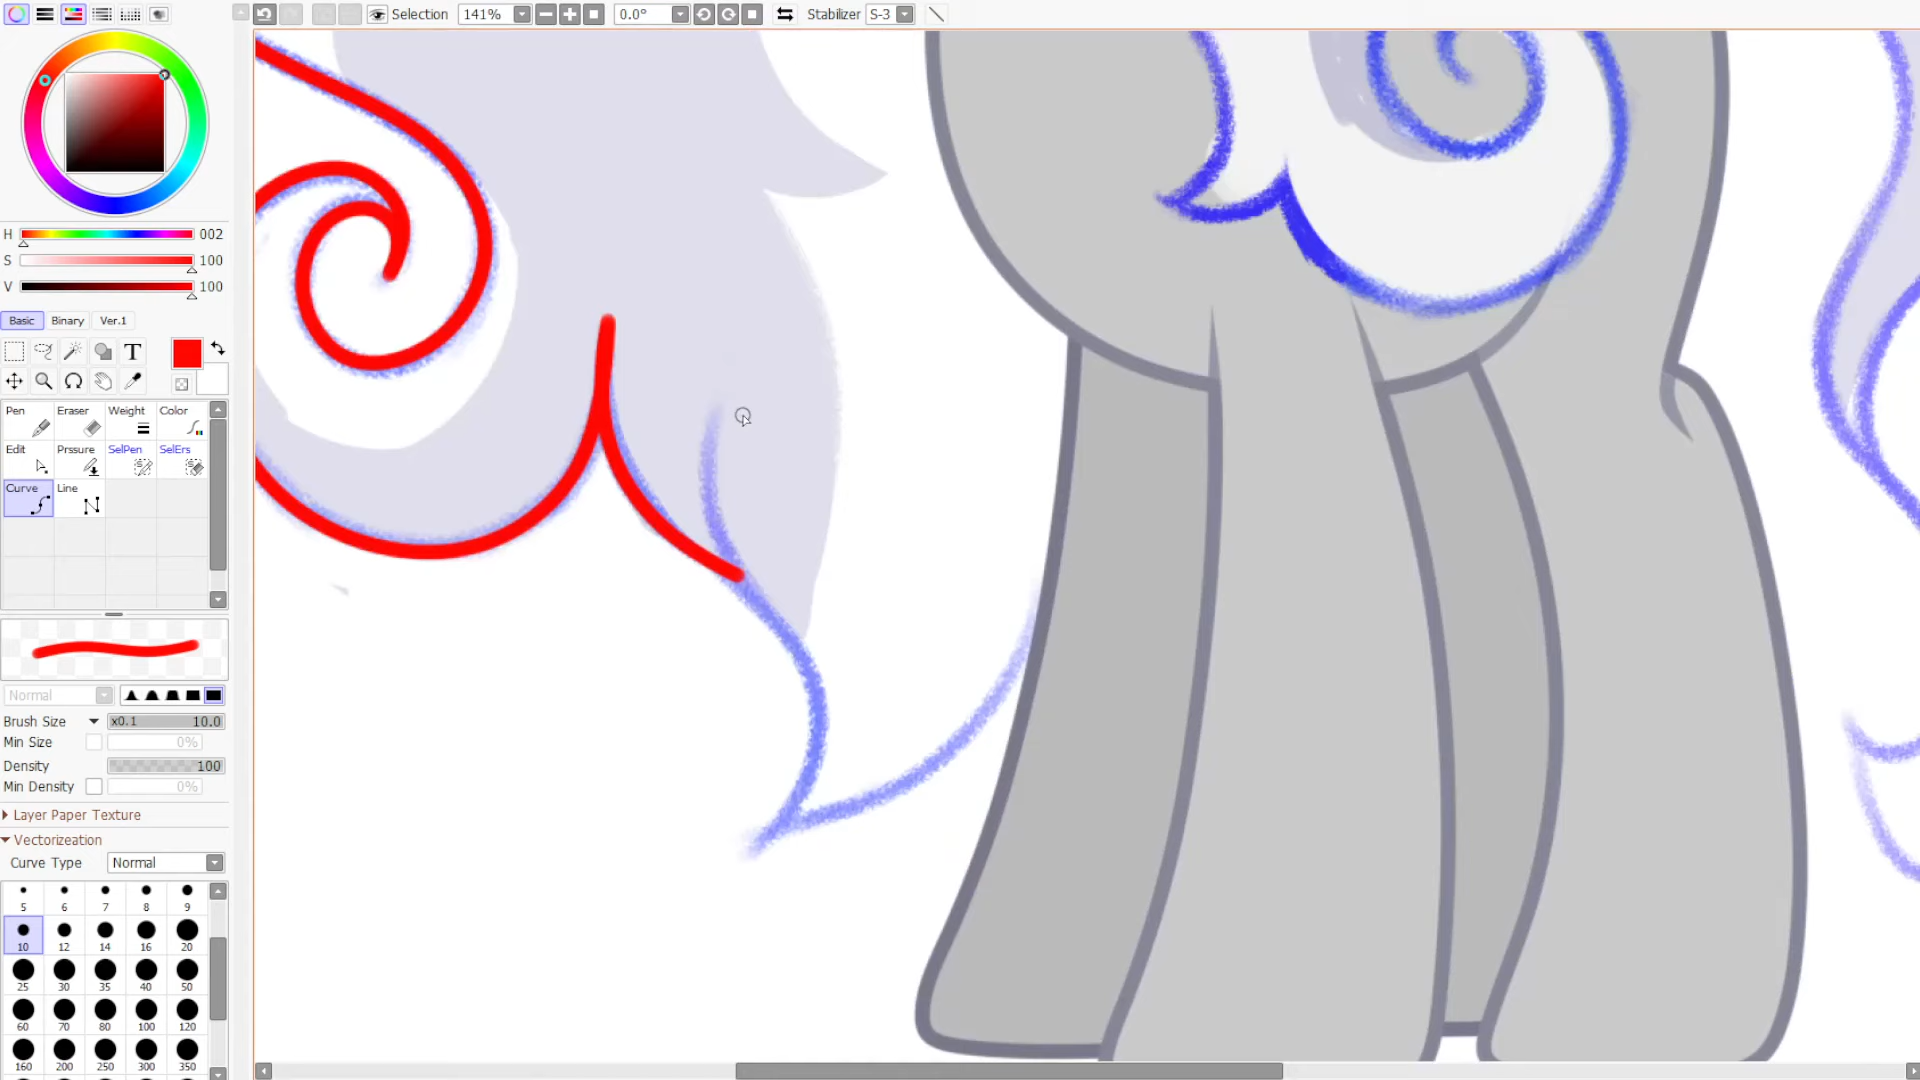 Selection 141% 0.0° Stabilizer S-3
H 002
S 100
V 100
Basic Binary Ver.1
T
Pen Eraser Weight Color
Edit Prssure SelPen SelErs
Curve Line
Normal
Brush Size x0.1 10.0
Min Size 0%
Density 100
Min Density 0%
Layer Paper Texture
Vectorizeation
Curve Type Normal
5 6 7 8 9
10 12 14 16 20
25 30 35 40 50
60 70 80 100 120
160 200 250 300 350